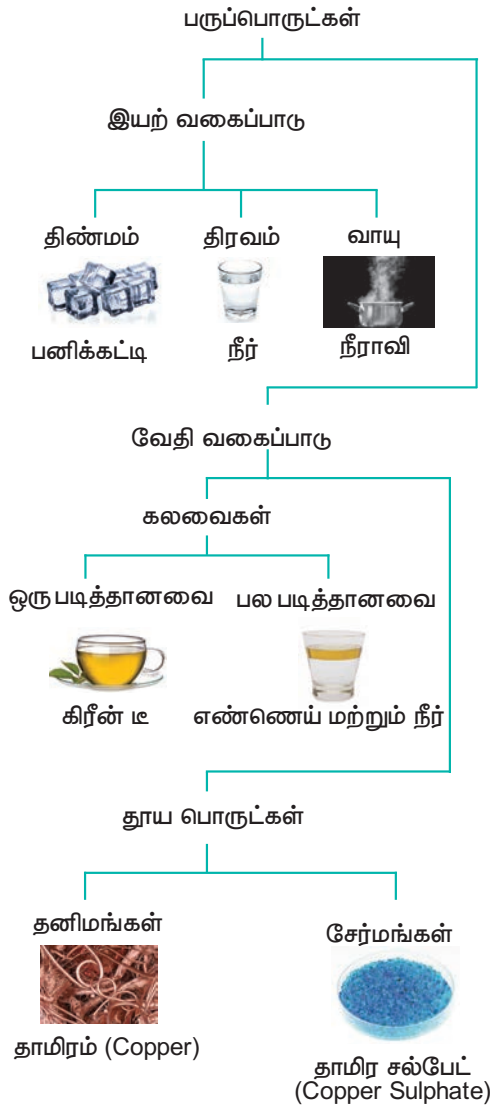 பருப்பொருட்கள்
இயற் வகைப்பாடு
திண்மம் திரவம் வாயு
பனிக்கட்டி நீர் நீராவி
வேதி வகைப்பாடு
கலவைகள்
ஒரு படித்தானவை பல படித்தானவை
கிரீன் டீ எண்ணெய் மற்றும் நீர்
தூய பொருட்கள்
தனிமங்கள் சேர்மங்கள்
தாமிரம் (Copper)
தாமிர சல்பேட்
(Copper Sulphate)